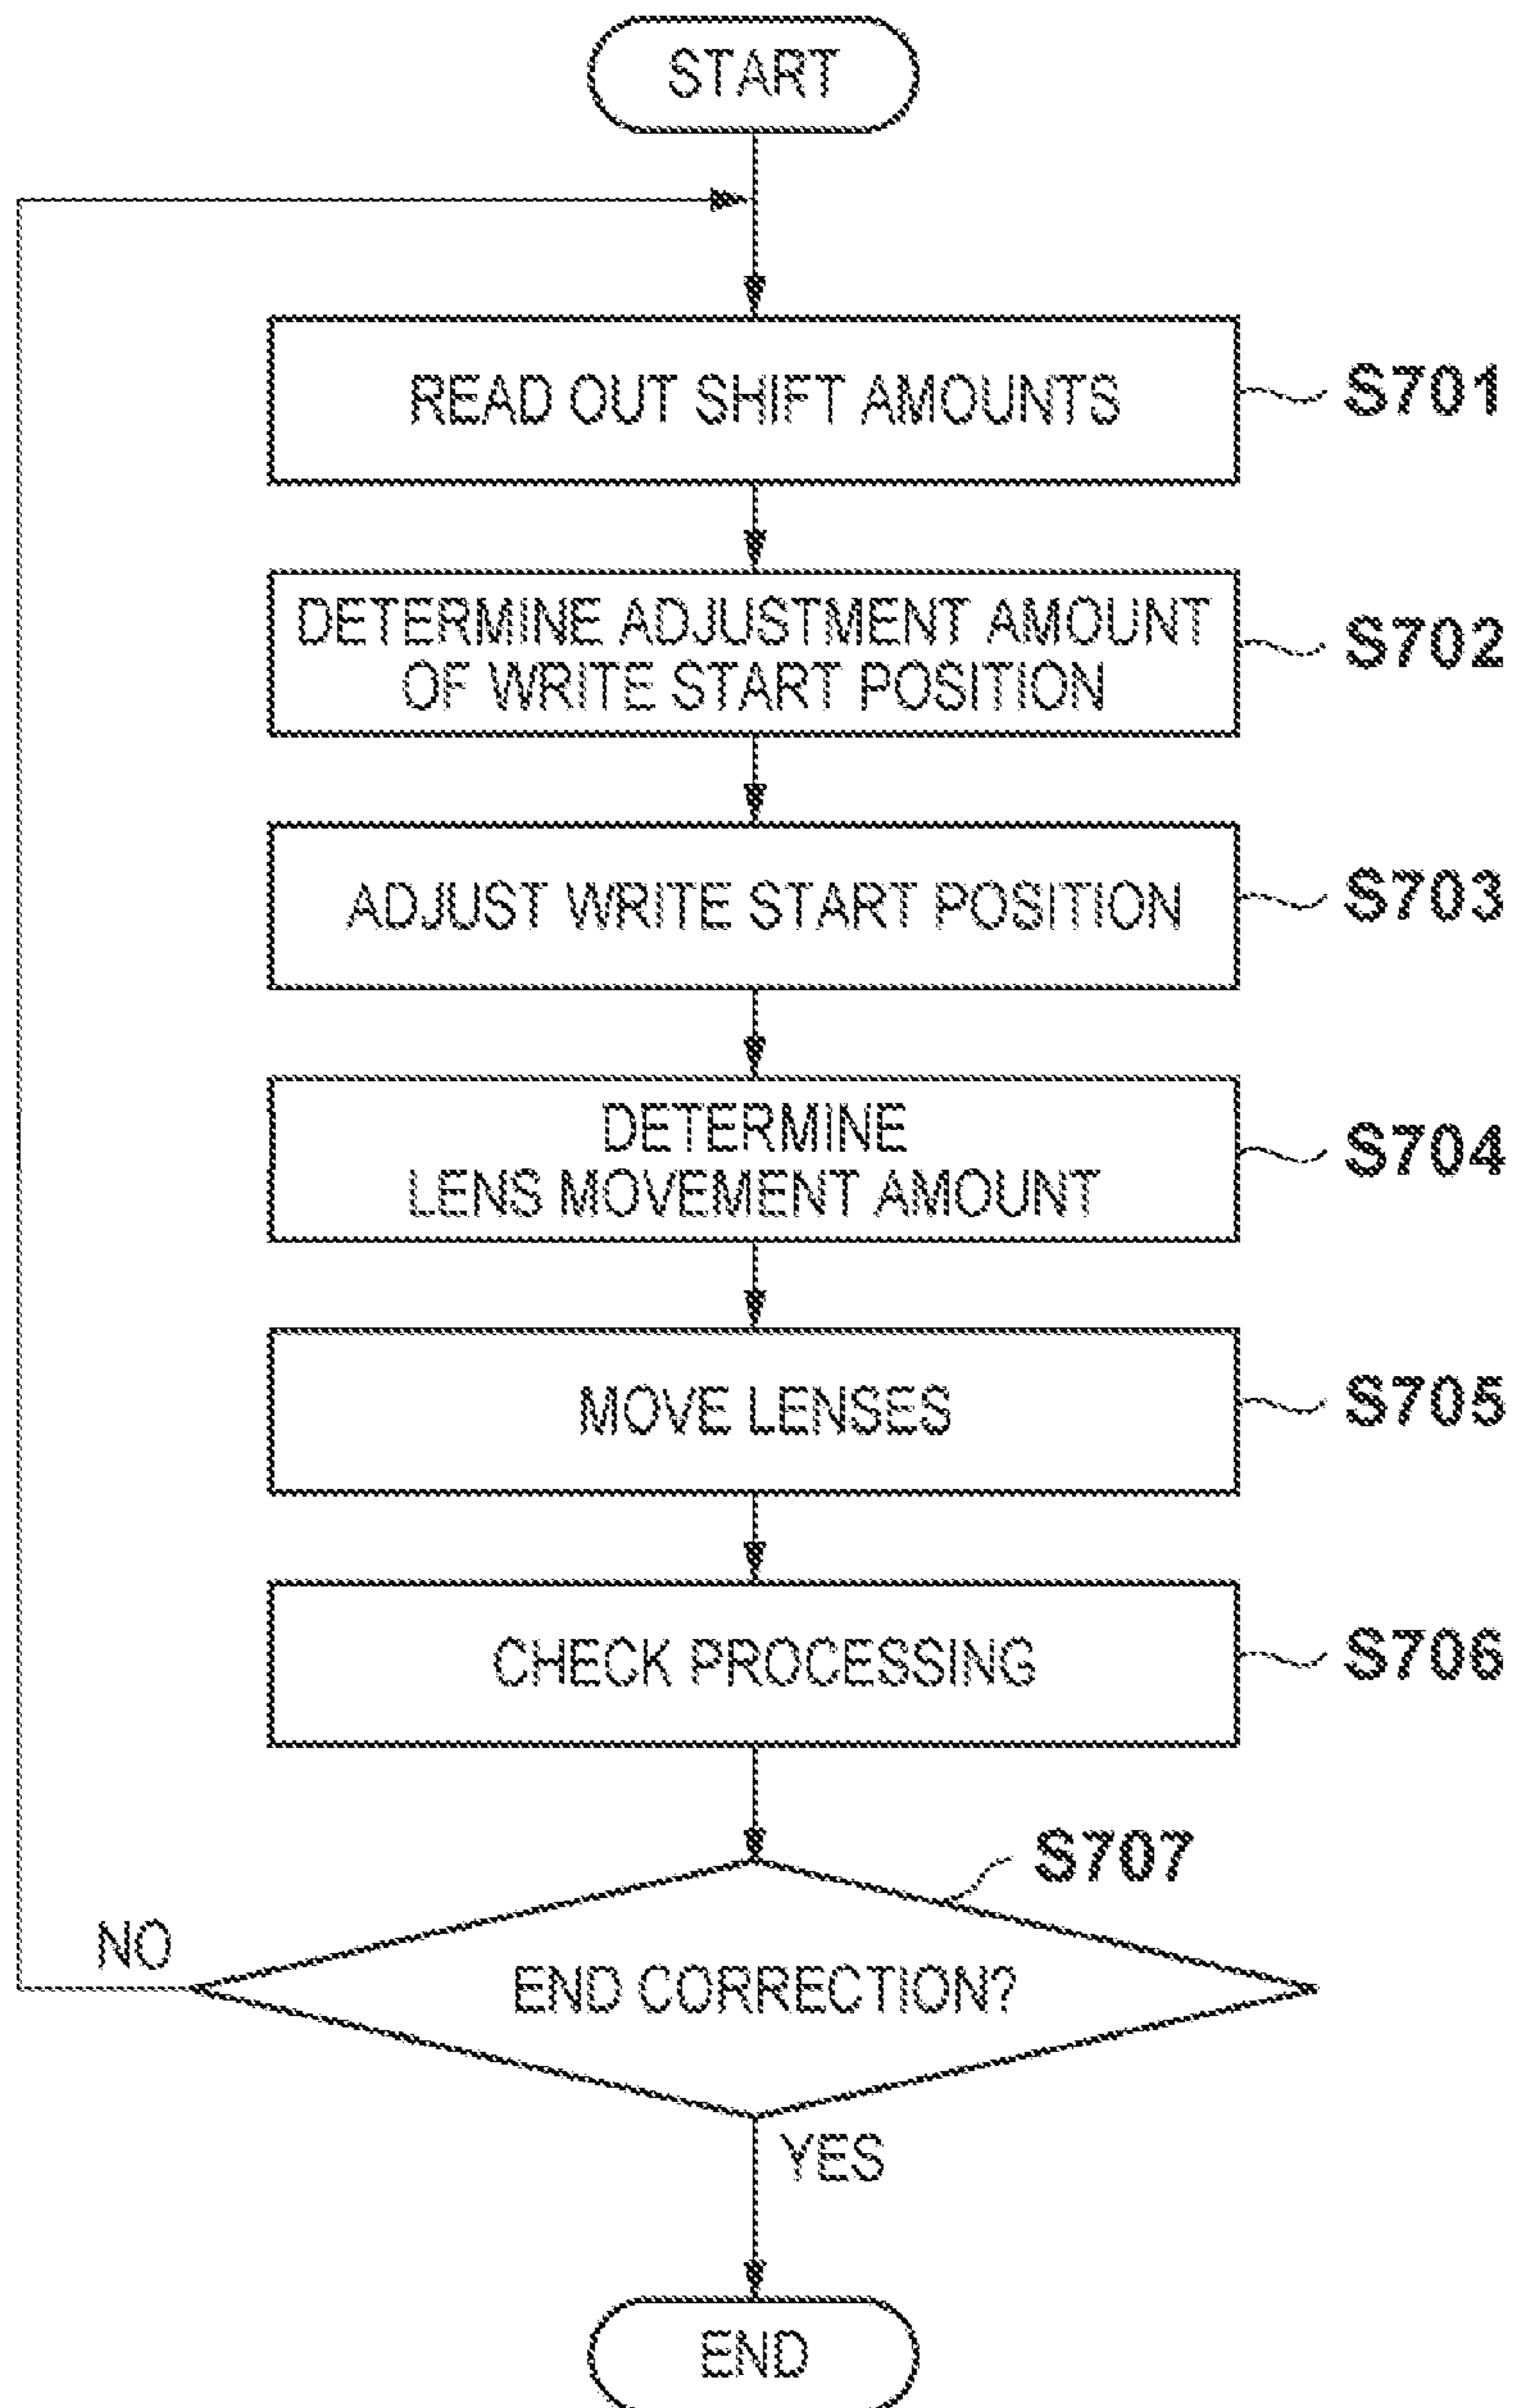 START
READ OUT SHIFT AMOUNTS
S701
DETERMINE ADJUSTMENT AMOUNT
OF WRITE START POSITION
S702
ADJUST WRITE START POSITION
S703
DETERMINE
LENS MOVEMENT AMOUNT
S704
MOVE LENSES
S705
CHECK PROCESSING
S706
S707
NO
END CORRECTION?
YES
END